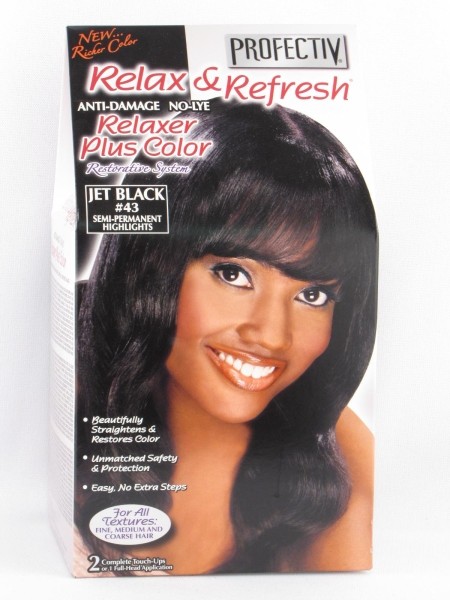 NEW...
Richer Color
PROFECTIV
Relax & Refresh
ANTI-DAMAGE NO-LYE
Relaxer
Plus Color
Restorative System
JET BLACK
#43
SEMI-PERMANENT
HIGHLIGHTS
• Beautifully
Straightens &
Restores Color
• Unmatched Safety
& Protection
• Easy, No Extra Steps
For All
Textures:
FINE, MEDIUM AND
COARSE HAIR
2 Complete Touch-Ups
or 1 Full-Head Application